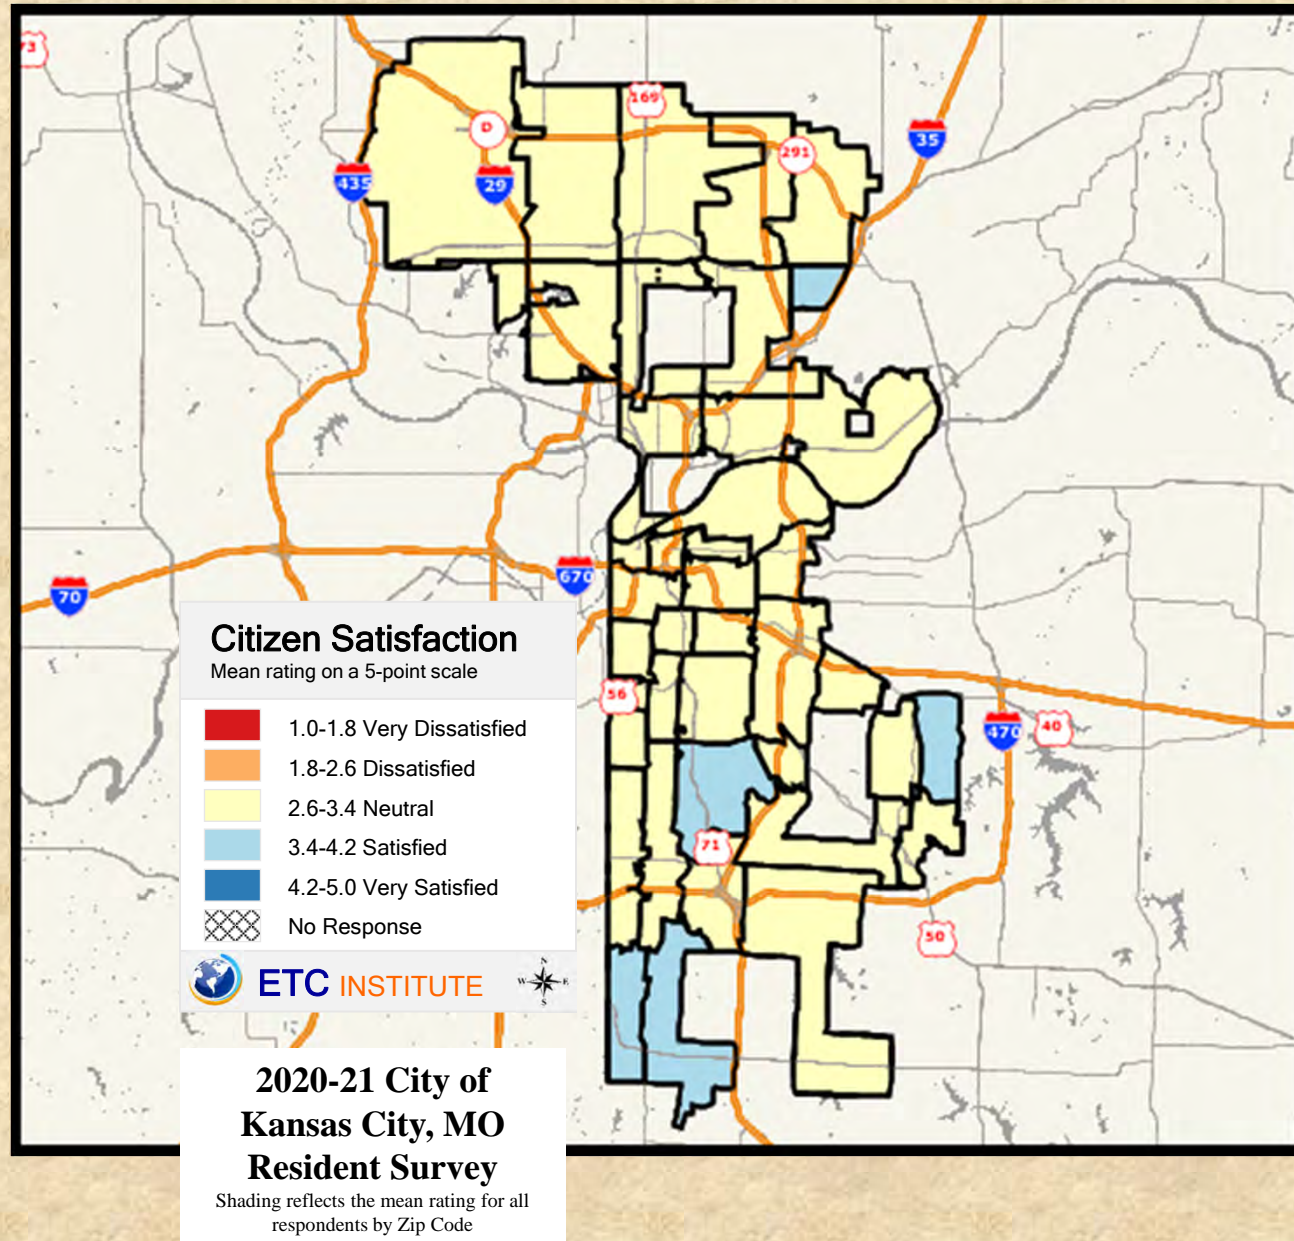 73
169
D
291
35
435
29
70
670
56
40
470
71
50
Citizen Satisfaction
Mean rating on a 5-point scale
1.0-1.8 Very Dissatisfied
1.8-2.6 Dissatisfied
2.6-3.4 Neutral
3.4-4.2 Satisfied
4.2-5.0 Very Satisfied
No Response
ETC INSTITUTE
N
W E
S
2020-21 City of
Kansas City, MO
Resident Survey
Shading reflects the mean rating for all
respondents by Zip Code